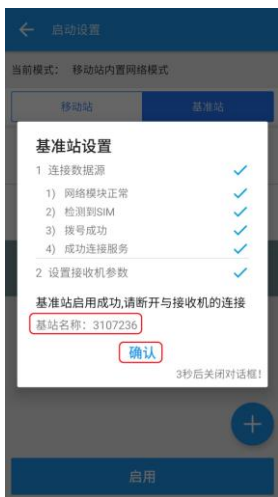 启动设置
当前模式： 移动站内置网络模式
移动站 基准站
基准站设置
1 连接数据源
1) 网络模块正常
2) 检测到SIM
3) 拨号成功
4) 成功连接服务
2 设置接收机参数
基准站启用成功,请断开与接收机的连接
基站名称：3107236
确认
3秒后关闭对话框!
启用